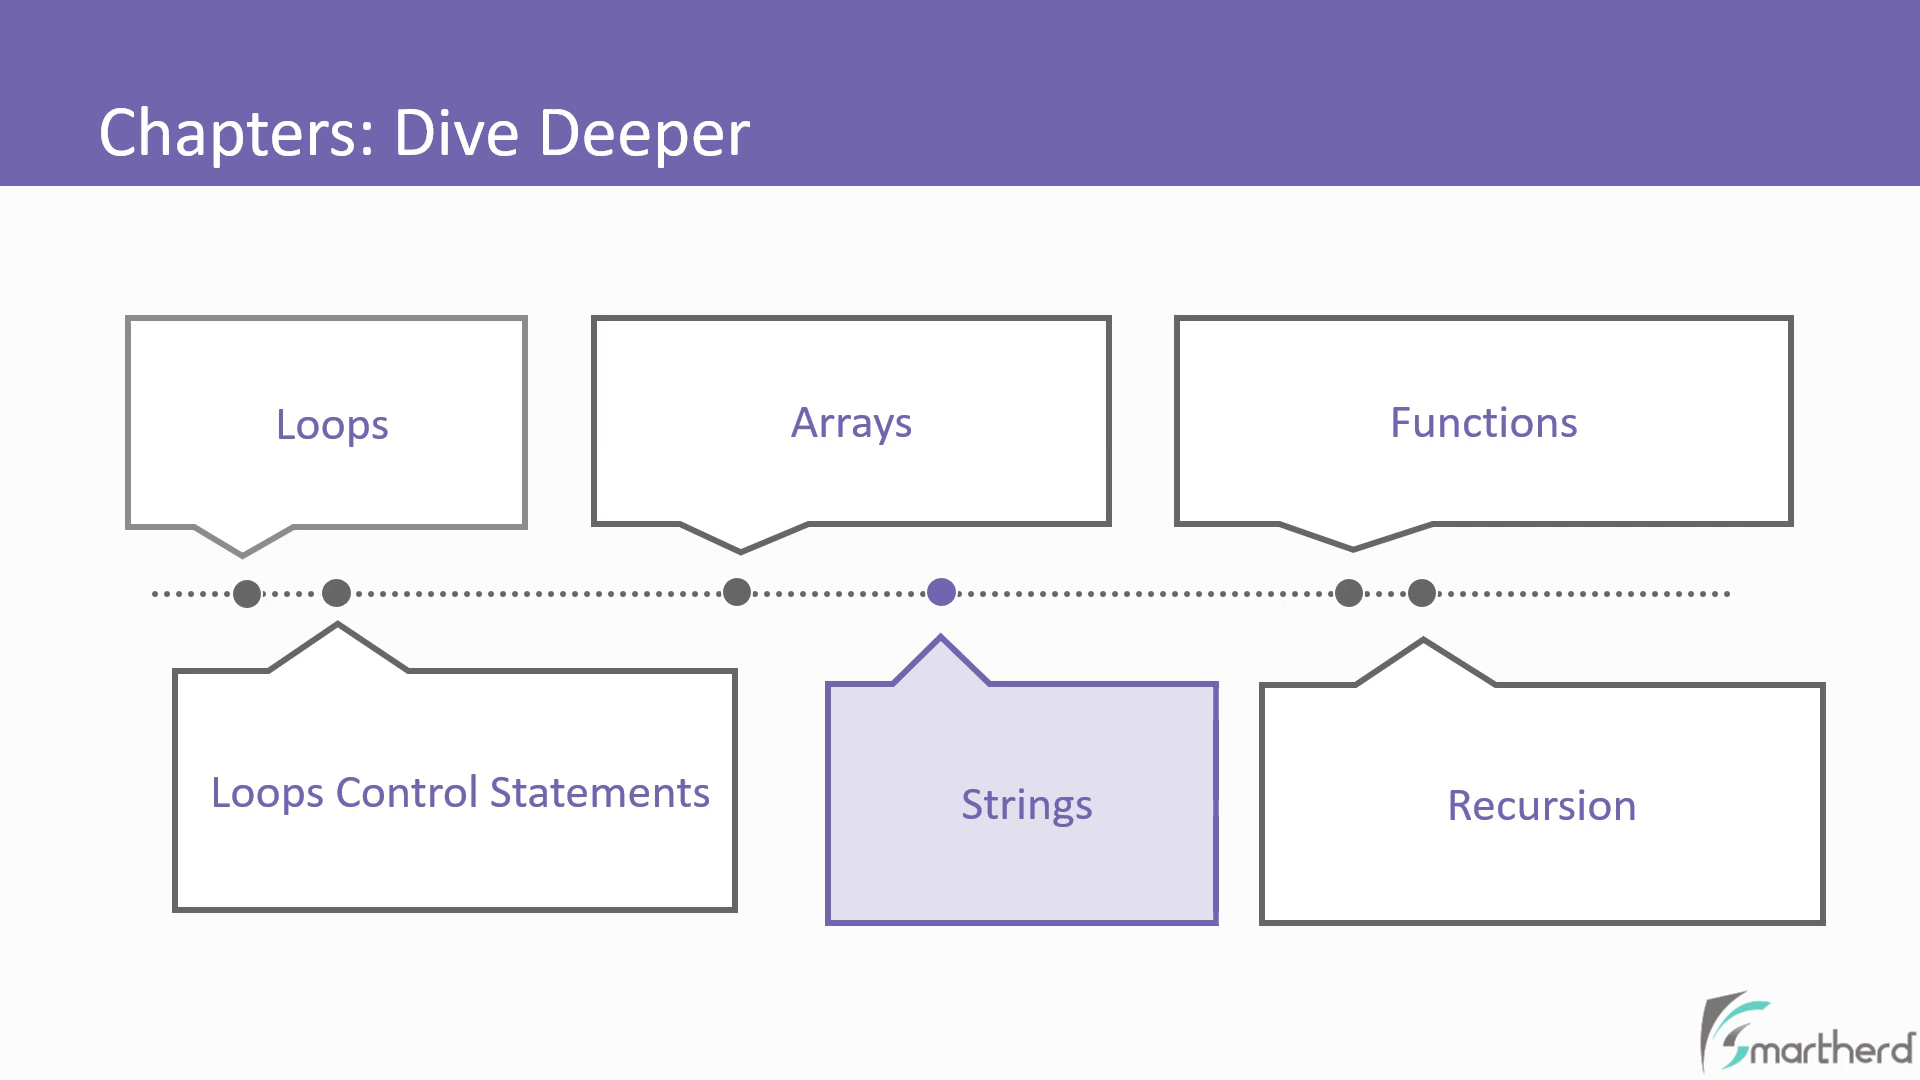 Chapters: Dive Deeper
Loops
Arrays
Functions
Loops Control Statements
Strings
Recursion
Smartherd